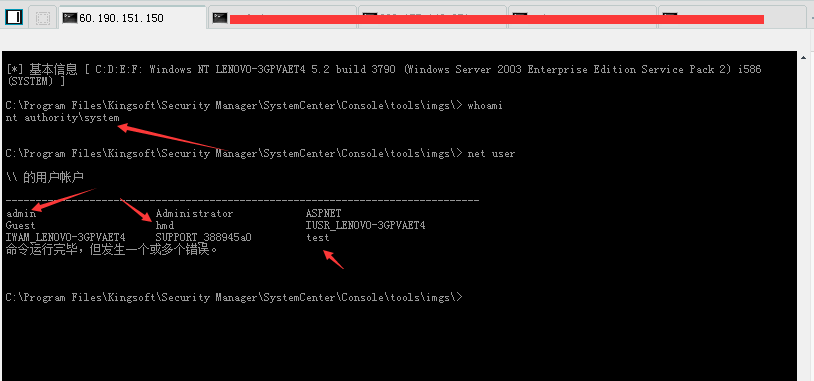 60.190.151.150
[*] 基本信息 [ C:D:E:F: Windows NT LENOVO-3GPVAET4 5.2 build 3790 (Windows Server 2003 Enterprise Edition Service Pack 2) i586
(SYSTEM) ]
C:\Program Files\Kingsoft\Security Manager\SystemCenter\Console\tools\imgs\> whoami
nt authority\system
C:\Program Files\Kingsoft\Security Manager\SystemCenter\Console\tools\imgs\> net user
\\ 的用户帐户
-------------------------------------------------------------------------------
admin Administrator ASPNET
Guest hmd IUSR_LENOVO-3GPVAET4
IWAM_LENOVO-3GPVAET4 SUPPORT_388945a0 test
命令运行完毕，但发生一个或多个错误。
C:\Program Files\Kingsoft\Security Manager\SystemCenter\Console\tools\imgs\>